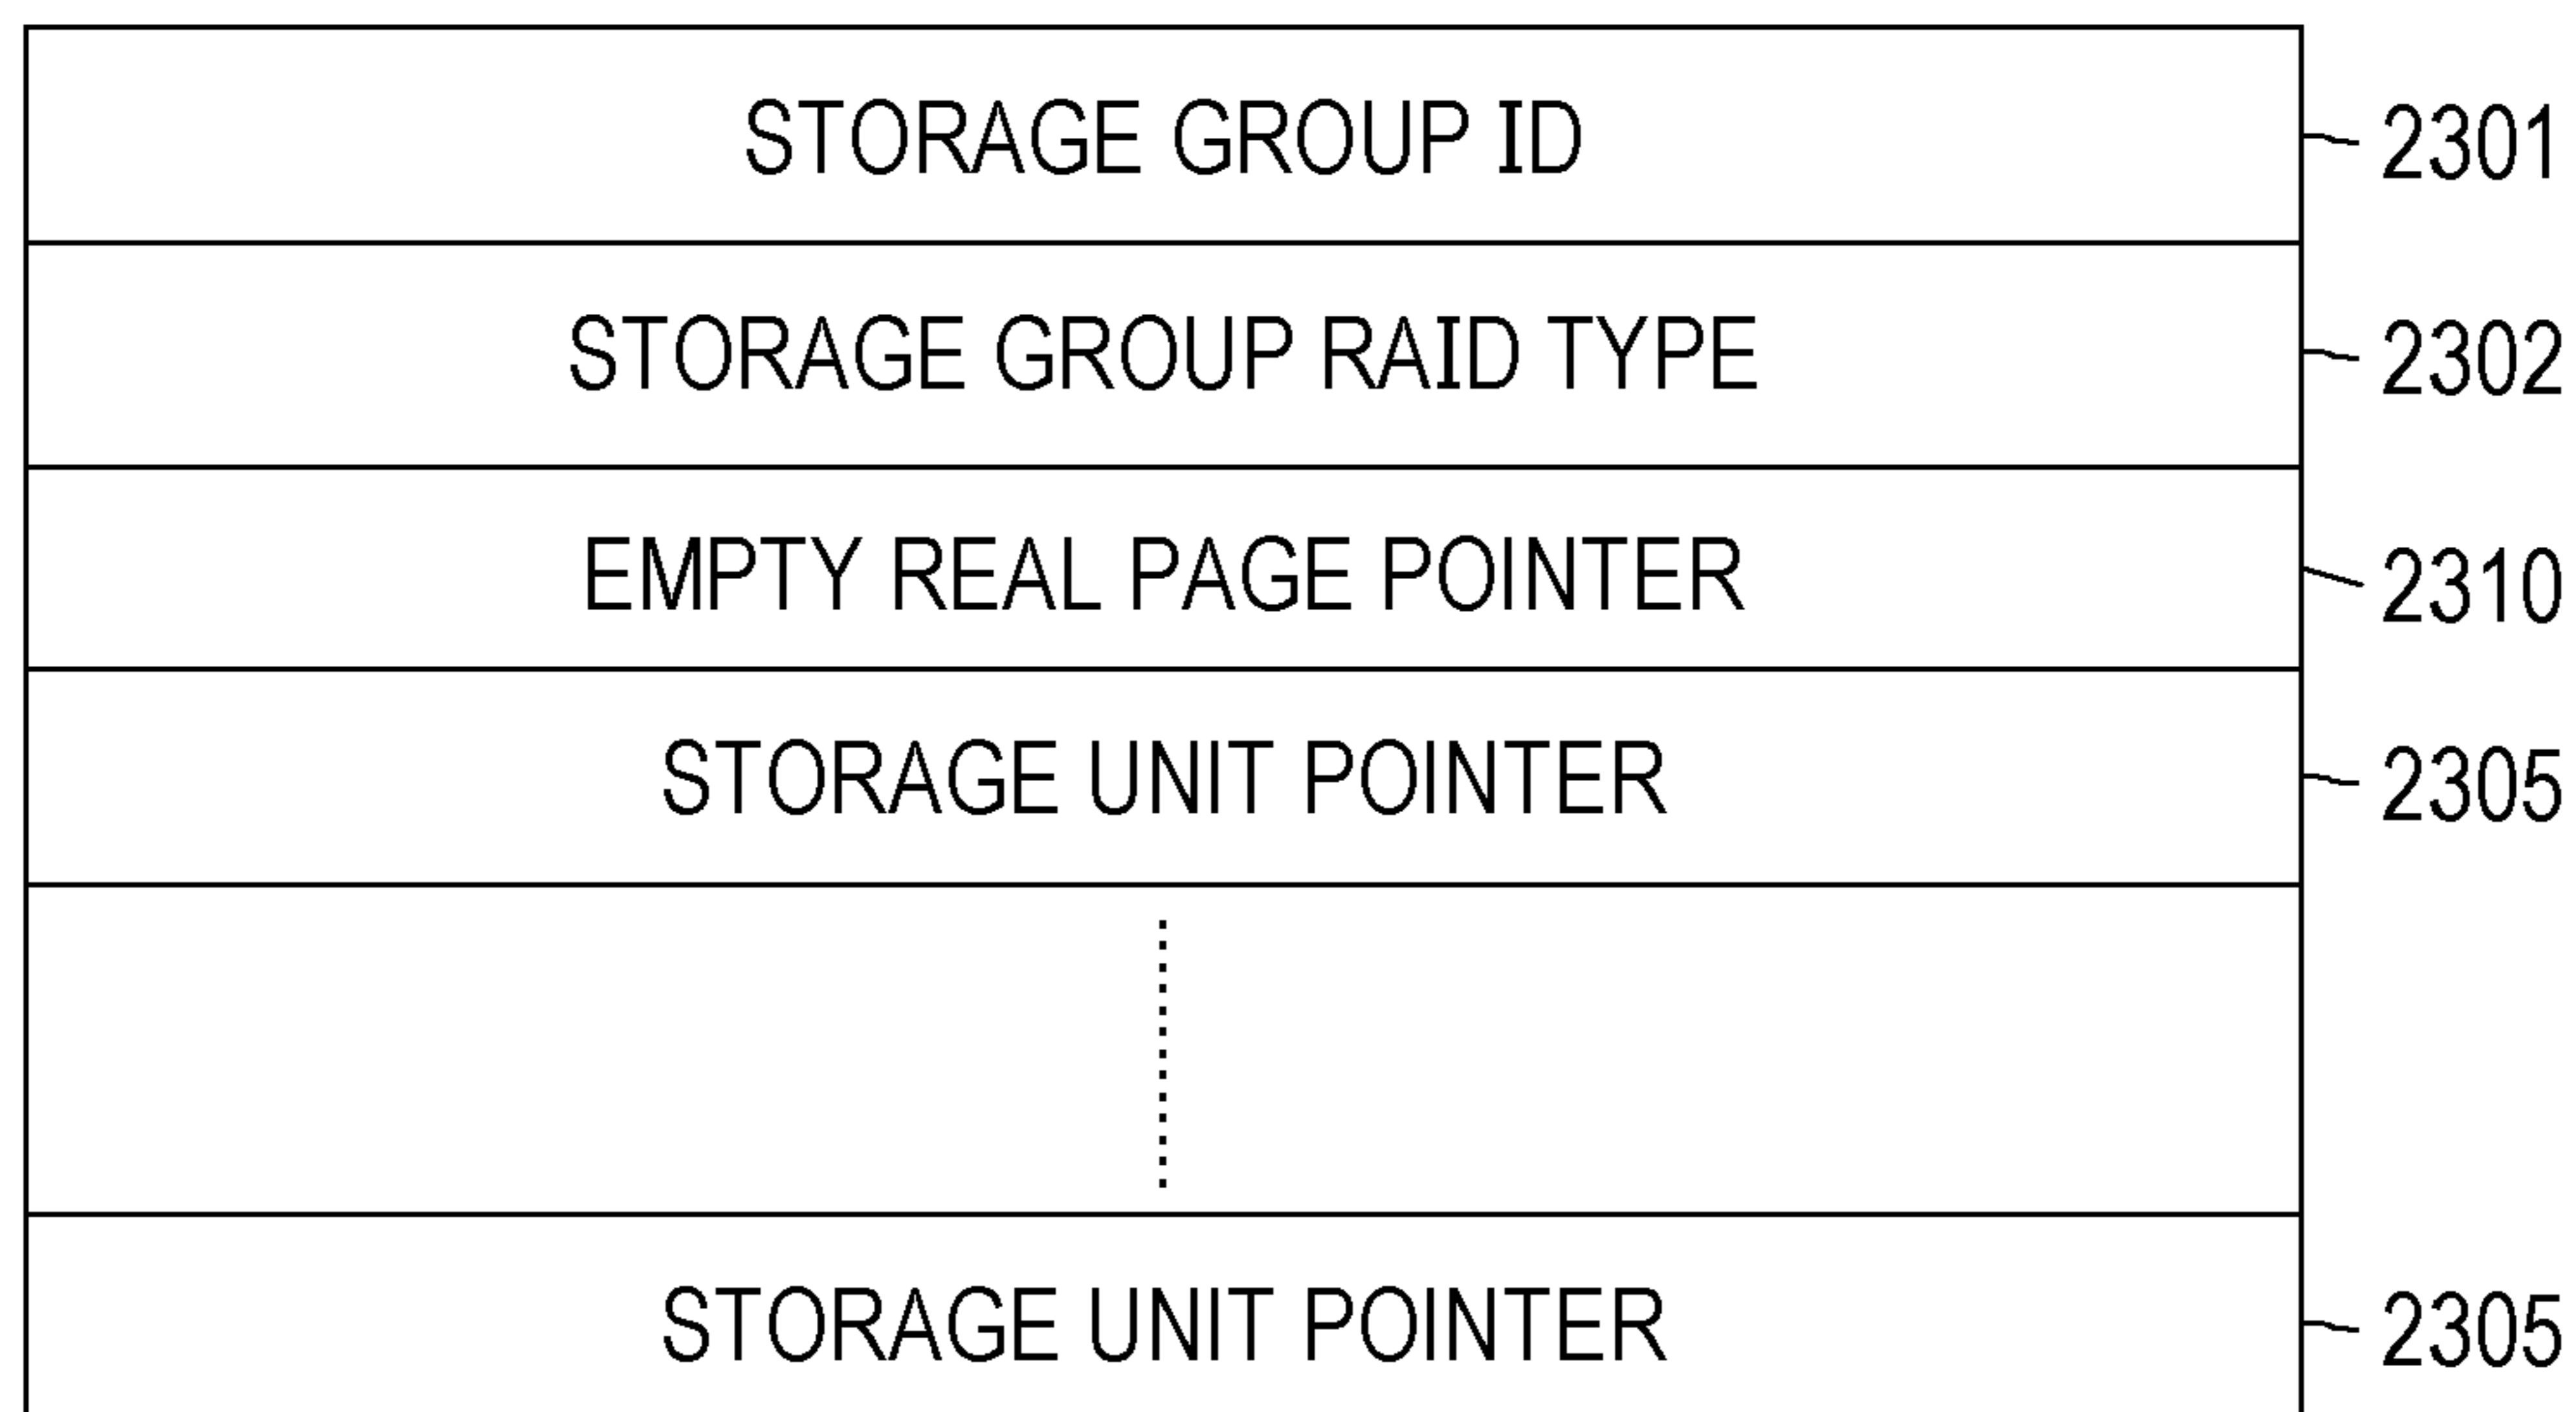 STORAGE GROUP ID 2301
STORAGE GROUP RAID TYPE 2302
EMPTY REAL PAGE POINTER 2310
STORAGE UNIT POINTER 2305
STORAGE UNIT POINTER 2305